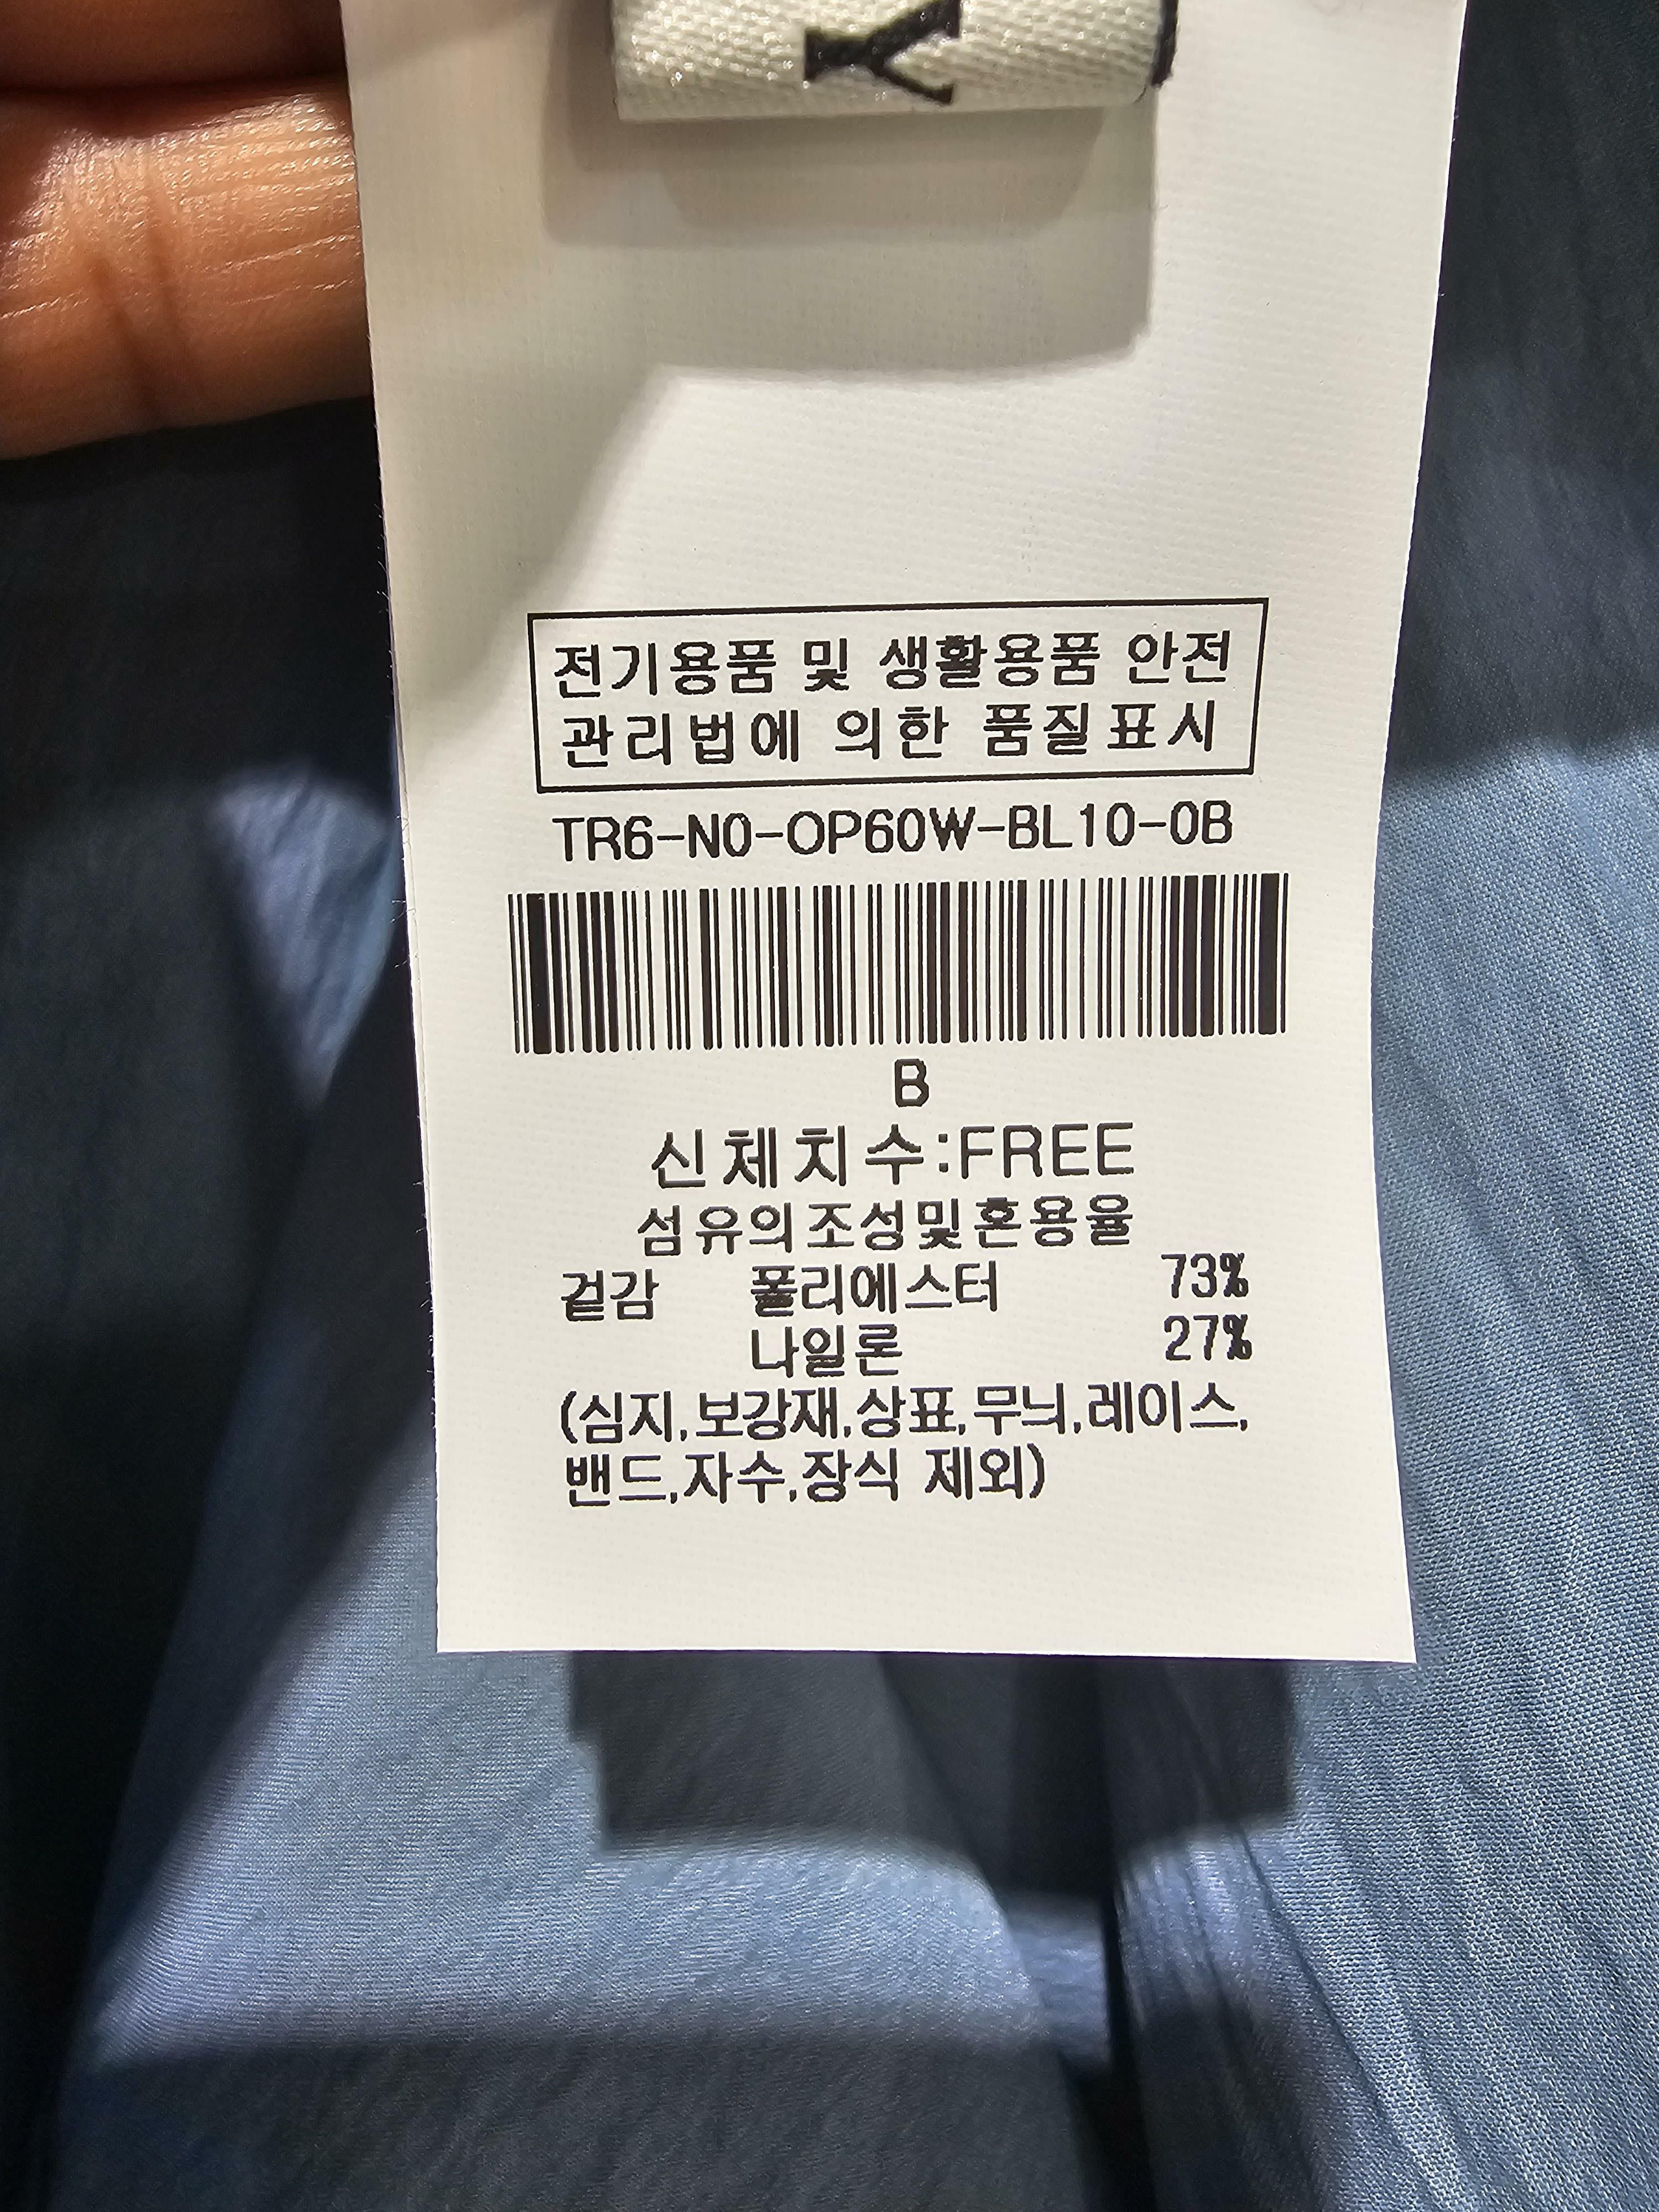 Y
전기용품 및 생활용품 안전
관리법에 의한 품질표시
TR6-N0-OP60W-BL10-0B
B
신체치수:FREE
섬유의조성및혼용율
겉감 폴리에스터 73%
나일론 27%
(심지,보강재,상표,무늬,레이스,
밴드,자수,장식 제외)